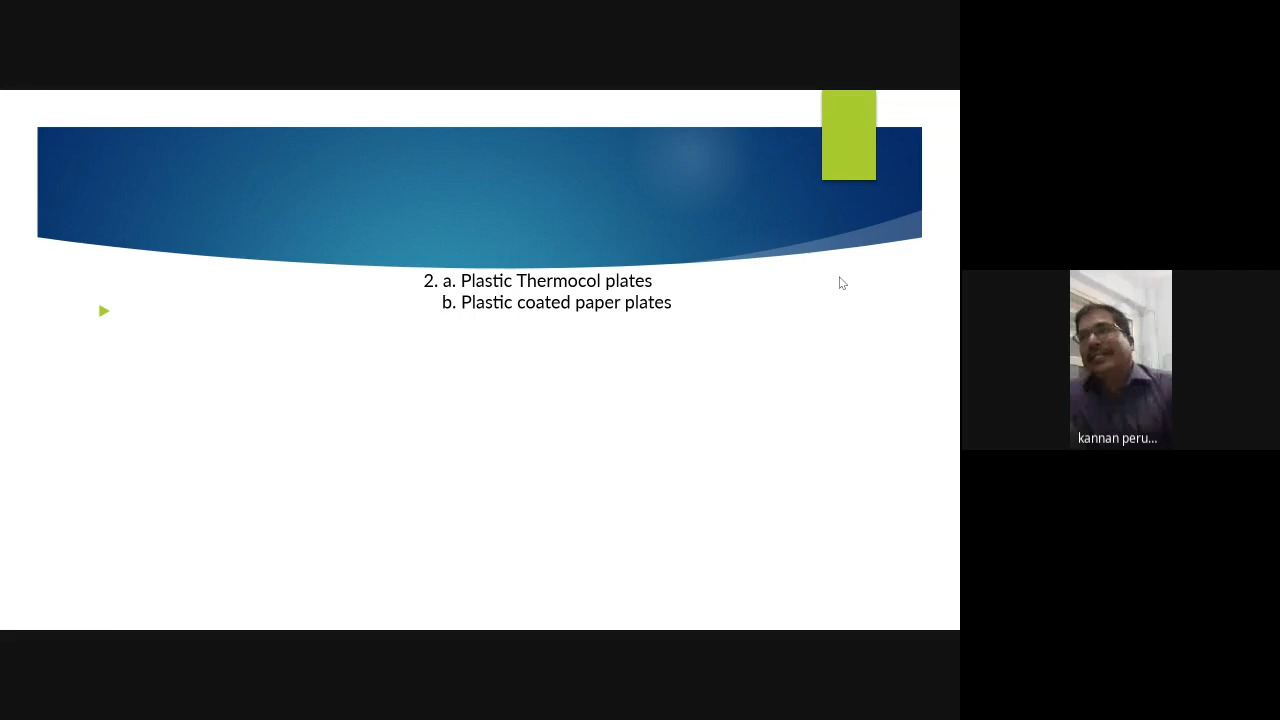 2. a. Plastic Thermocol plates
b. Plastic coated paper plates
kannan peru...